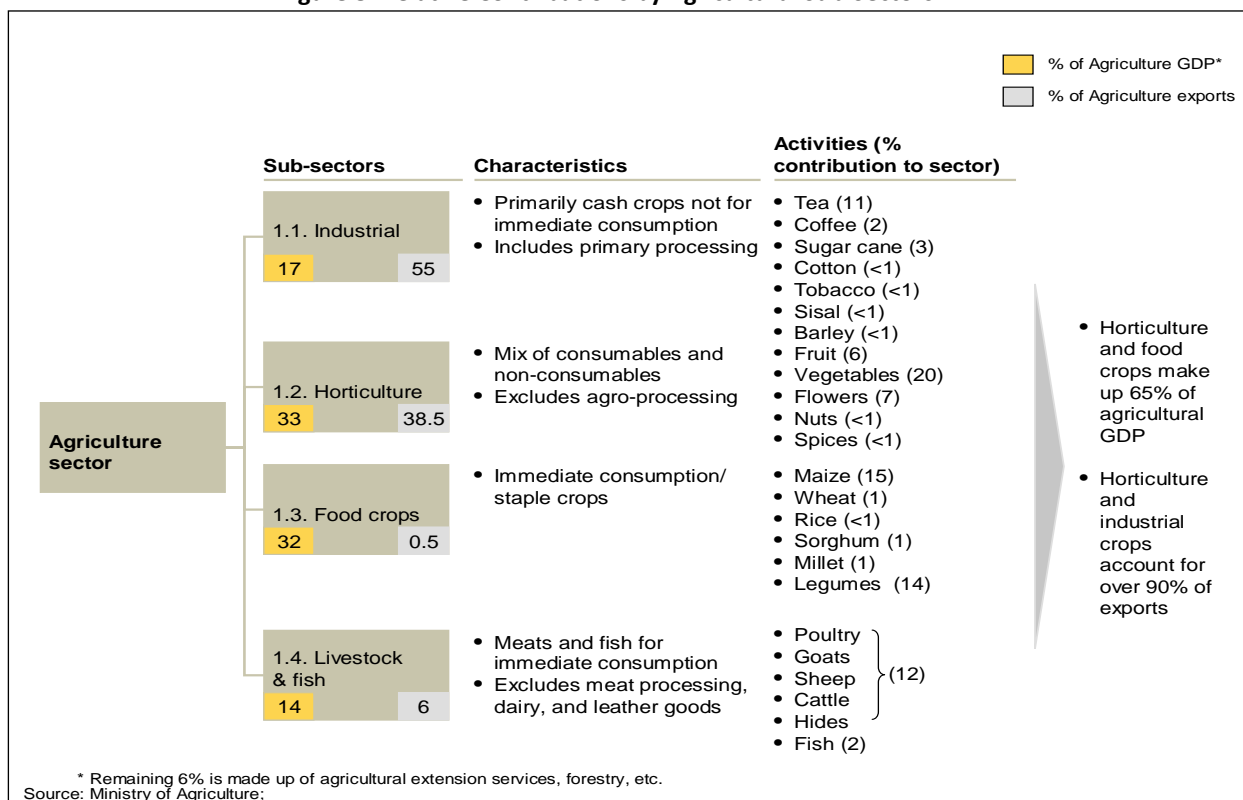 % of Agriculture GDP*
% of Agriculture exports
Sub-sectors
Characteristics
Activities (%
contribution to sector)
Agriculture
sector
1.1. Industrial
17
55
• Primarily cash crops not for
immediate consumption
• Includes primary processing
• Tea (11)
• Coffee (2)
• Sugar cane (3)
• Cotton (<1)
• Tobacco (<1)
• Sisal (<1)
• Barley (<1)
1.2. Horticulture
33
38.5
• Mix of consumables and
non-consumables
• Excludes agro-processing
• Fruit (6)
• Vegetables (20)
• Flowers (7)
• Nuts (<1)
• Spices (<1)
1.3. Food crops
32
0.5
• Immediate consumption/
staple crops
• Maize (15)
• Wheat (1)
• Rice (<1)
• Sorghum (1)
• Millet (1)
• Legumes (14)
1.4. Livestock
& fish
14
6
• Meats and fish for
immediate consumption
• Excludes meat processing,
dairy, and leather goods
• Poultry
• Goats
• Sheep
• Cattle
• Hides
(12)
• Fish (2)
• Horticulture
and food
crops make
up 65% of
agricultural
GDP
• Horticulture
and
industrial
crops
account for
over 90% of
exports
* Remaining 6% is made up of agricultural extension services, forestry, etc.
Source: Ministry of Agriculture;